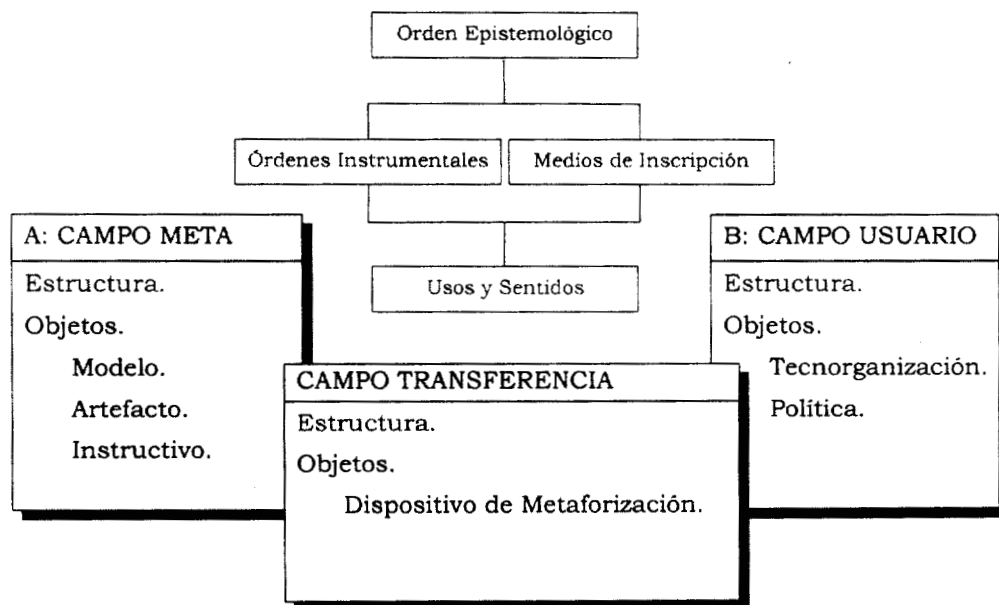 Orden Epistemológico
Órdenes Instrumentales
Medios de Inscripción
Usos y Sentidos
A: CAMPO META
Estructura.
Objetos.
Modelo.
Artefacto.
Instructivo.
CAMPO TRANSFERENCIA
Estructura.
Objetos.
Dispositivo de Metaforización.
B: CAMPO USUARIO
Estructura.
Objetos.
Tecnorganización.
Política.